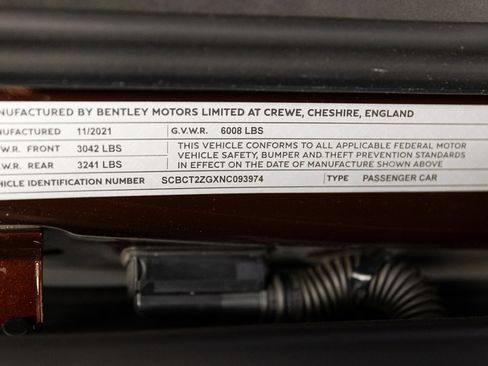 NUFACTURED BY BENTLEY MOTORS LIMITED AT CREWE, CHESHIRE, ENGLAND
NUFACTURED 11/2021 G.V.W.R. 6008 LBS
W.R. FRONT 3042 LBS THIS VEHICLE CONFORMS TO ALL APPLICABLE FEDERAL MOTOR
VEHICLE SAFETY, BUMPER AND THEFT PREVENTION STANDARDS
.W.R. REAR 3241 LBS IN EFFECT ON THE DATE OF MANUFACTURE SHOWN ABOVE
HICLE IDENTIFICATION NUMBER SCBCT2ZGXNC093974 TYPE PASSENGER CAR